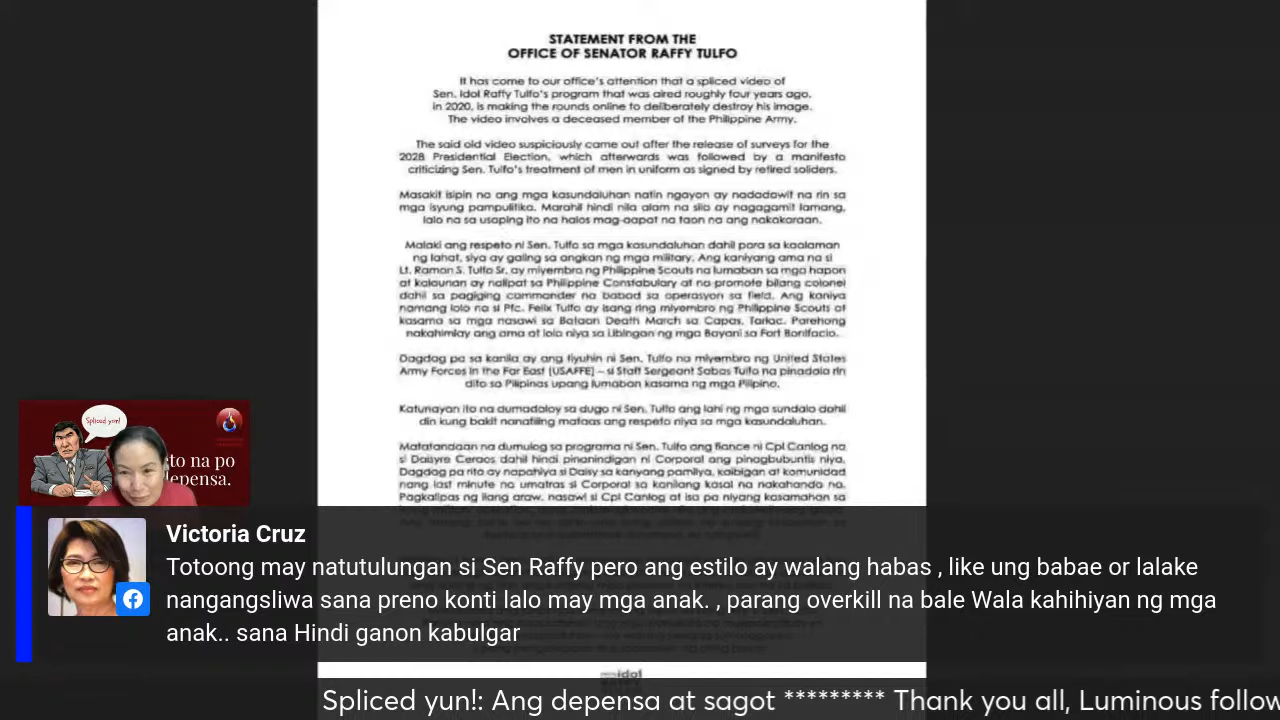 STATEMENT FROM THE
OFFICE OF SENATOR RAFFY TULFO
It has come to our office's attention that a spliced video of
Sen. Idol Raffy Tulfo's program that was aired roughly four years ago,
in 2020, is making the rounds online to deliberately destroy his image.
The video involves a deceased member of the Philippine Army.
The said old video suspiciously came out after the release of surveys for the
2028 Presidential Election, which afterwards was followed by a manifesto
criticizing Sen. Tulfo's treatment of men in uniform as signed by retired soliders.
Masakit isipin na ang mga kasundaluhan natin ngayon ay nadadawit na rin sa
mga isyung pampulitika. Marahil hindi nila alam na sila ay nagagamit lamang,
lalo na sa usaping ito na halos mag-aapat na taon na ang nakakaraan.
Malaki ang respeto ni Sen. Tulfo sa mga kasundaluhan dahil para sa kaalaman
ng lahat, siya ay galing sa angkan ng mga military. Ang kaniyang ama na si
Lt. Ramon S. Tulfo Sr. ay miyembro ng Philippine Scouts na lumaban sa mga hapon
at kalaunan ay nalipat sa Philippine Constabulary at na promote bilang colonel
dahil sa pagiging commander na babad sa operasyon sa field. Ang kaniya
namang lolo na si Pfc. Felix Tulfo ay isang ring miyembro ng Philippine Scouts at
kasama sa mga nasawi sa Bataan Death March sa Capas, Tarlac. Parehong
nakahimlay ang ama at lolo niya sa Libingan ng mga Bayani sa Fort Bonifacio.
Dagdag pa sa kanila ay ang tiyuhin ni Sen. Tulfo na miyembro ng United States
Army Forces in the Far East (USAFFE) – si Staff Sergeant Sabas Tulfo na pinadala rin
dito sa Pilipinas upang lumaban kasama ng mga Pilipino.
Katunayan ito na dumadaloy sa dugo ni Sen. Tulfo ang lahi ng mga sundalo dahil
din kung bakit nanatiling mataas ang respeto niya sa mga kasundaluhan.
Matatandaan na dumulog sa programa ni Sen. Tulfo ang fiance ni Cpl Canlog na
si Daisyre Ceraos dahil hindi pinanindigan ni Corporal ang pinagbubuntis niya.
Dagdag pa rito ay napahiya si Daisy sa kanyang pamilya, kaibigan at komunidad
nang last minute na umatras si Corporal sa kanilang kasal na nakahanda na.
Pagkalipas ng ilang araw, nasawi si Cpl Canlog at isa pa niyang kasamahan sa
Spliced yun!
ito na po
depensa.
Victoria Cruz
Totoong may natutulungan si Sen Raffy pero ang estilo ay walang habas , like ung babae or lalake
nangangsliwa sana preno konti lalo may mga anak. , parang overkill na bale Wala kahihiyan ng mga
anak.. sana Hindi ganon kabulgar
idol
Spliced yun!: Ang depensa at sagot ********* Thank you all, Luminous follow